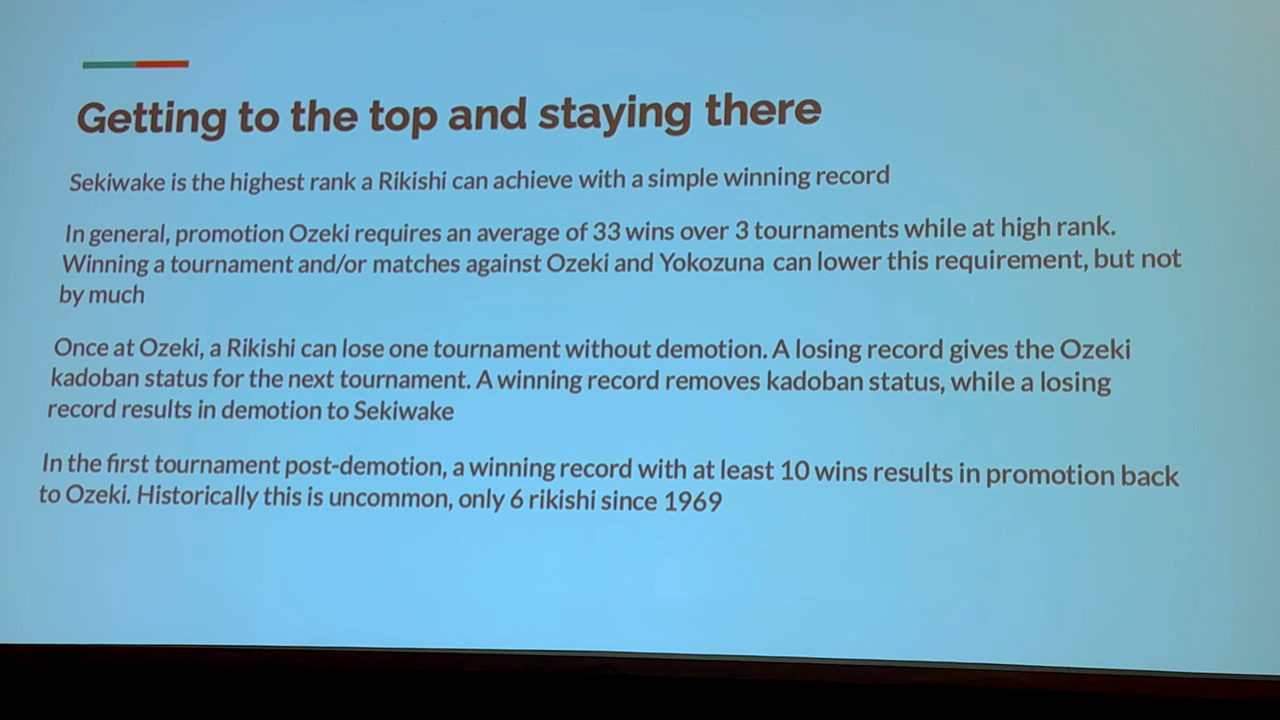 Getting to the top and staying there
Sekiwake is the highest rank a Rikishi can achieve with a simple winning record
In general, promotion Ozeki requires an average of 33 wins over 3 tournaments while at high rank.
Winning a tournament and/or matches against Ozeki and Yokozuna can lower this requirement, but not
by much
Once at Ozeki, a Rikishi can lose one tournament without demotion. A losing record gives the Ozeki
kadoban status for the next tournament. A winning record removes kadoban status, while a losing
record results in demotion to Sekiwake
In the first tournament post-demotion, a winning record with at least 10 wins results in promotion back
to Ozeki. Historically this is uncommon, only 6 rikishi since 1969